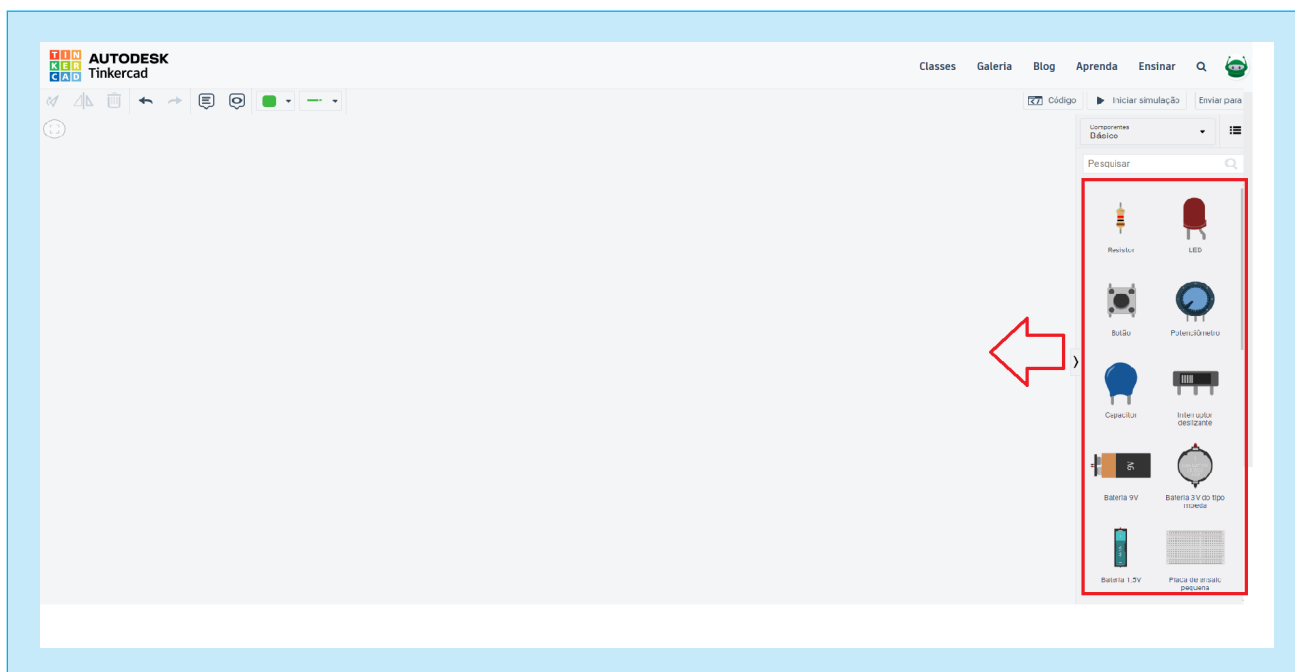 TIN
KER
CAD
AUTODESK
Tinkercad
Classes Galeria Blog Aprenda Ensinar
Código Iniciar simulação Enviar para
Componentes
Básico
Pesquisar
Resistor LED
Botão Potenciômetro
Capacitor Interruptor
deslizante
9V
Bateria 9V Bateria 3 V do tipo
moeda
Bateria 1,5V Placa de ensaio
pequena